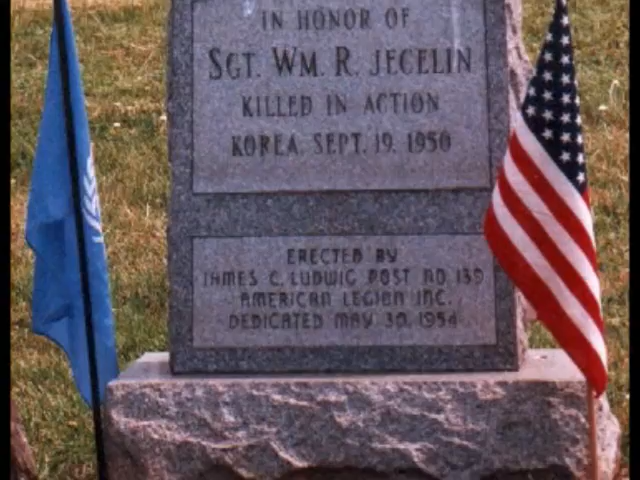 IN HONOR OF
SGT. WM. R. JECELIN
KILLED IN ACTION
KOREA, SEPT. 19, 1950
ERECTED BY
JAMES C. LUDWIG POST NO 139
AMERICAN LEGION INC.
DEDICATED MAY 30, 1954